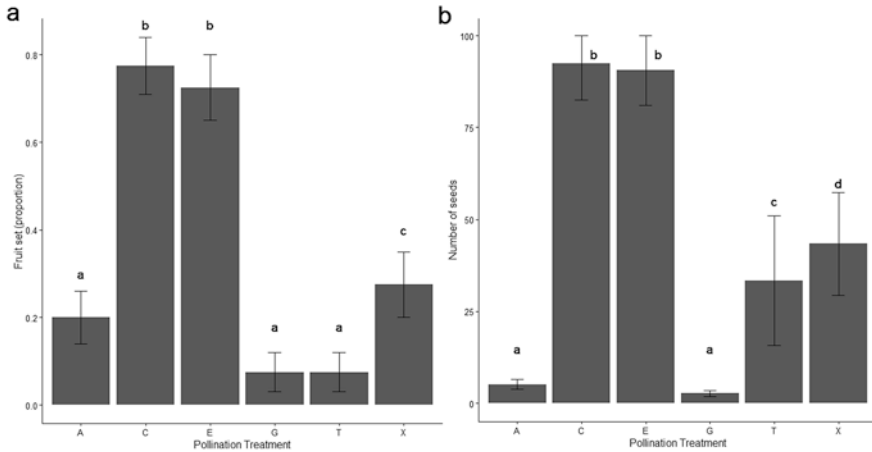 a
b
Fruit set (proportion)
0.8
0.6
0.4
0.2
0.0
a
b
b
a
a
c
A C E G T X
Pollination Treatment
Number of seeds
100
75
50
25
0
a
b
b
a
c
d
A C E G T X
Pollination Treatment